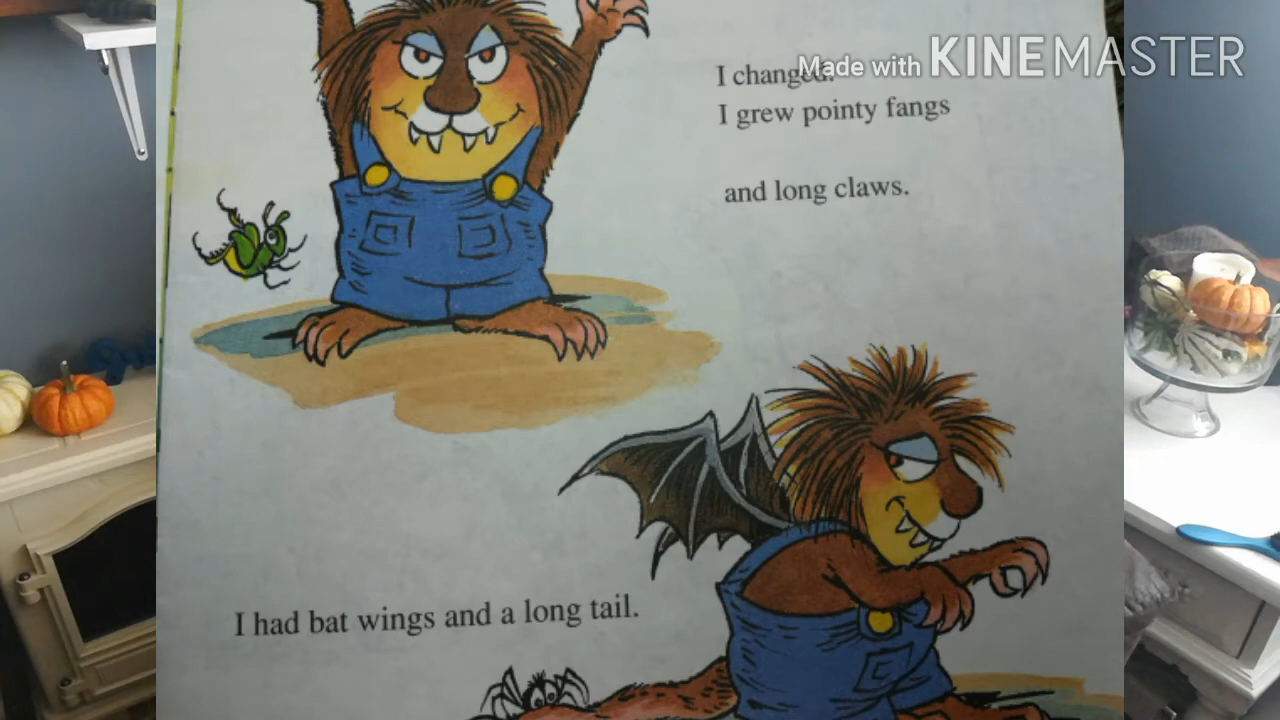 I changed.
Made with KINEMASTER
I grew pointy fangs
and long claws.
I had bat wings and a long tail.